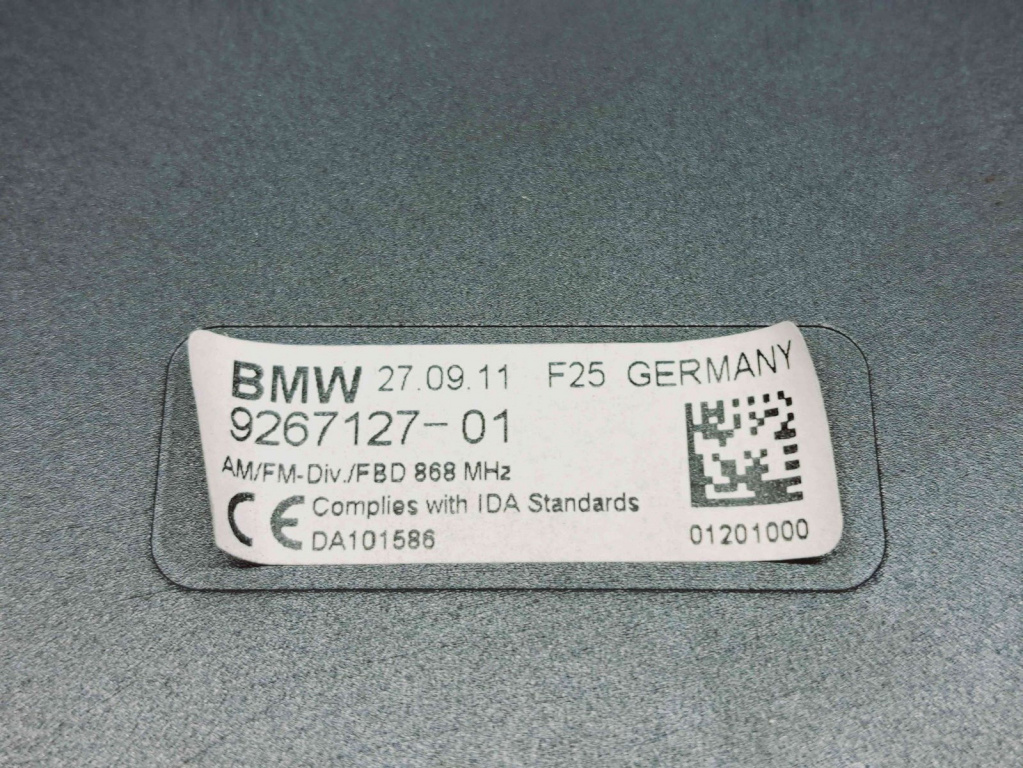 BMW 27.09.11 F25 GERMANY
9267127-01
AM/FM-Div./FBD 868 MHz
CE Complies with IDA Standards
DA101586
01201000